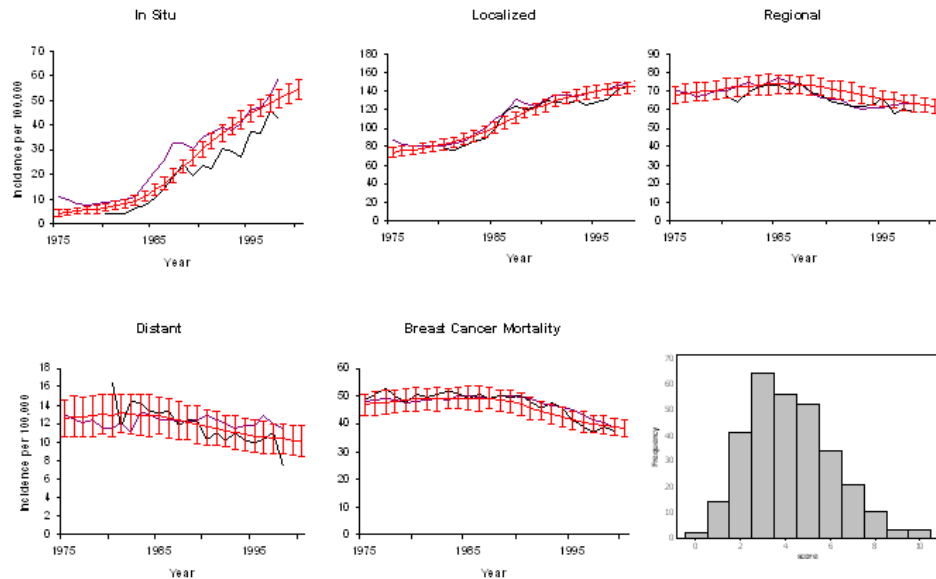 In Situ
Localized
Regional
70
60
50
40
30
20
10
0
Incidence per 100,000
1975 1985 1995
Year
180
160
140
120
100
80
60
40
20
0
1975 1985 1995
Year
90
80
70
60
50
40
30
20
10
0
1975 1985 1995
Year
Distant
Breast Cancer Mortality
18
16
14
12
10
8
6
4
2
0
Incidence per 100,000
1975 1985 1995
Year
60
50
40
30
20
10
0
1975 1985 1995
Year
70
60
50
40
30
20
10
0
Frequency
0 2 4 6 8 10
score